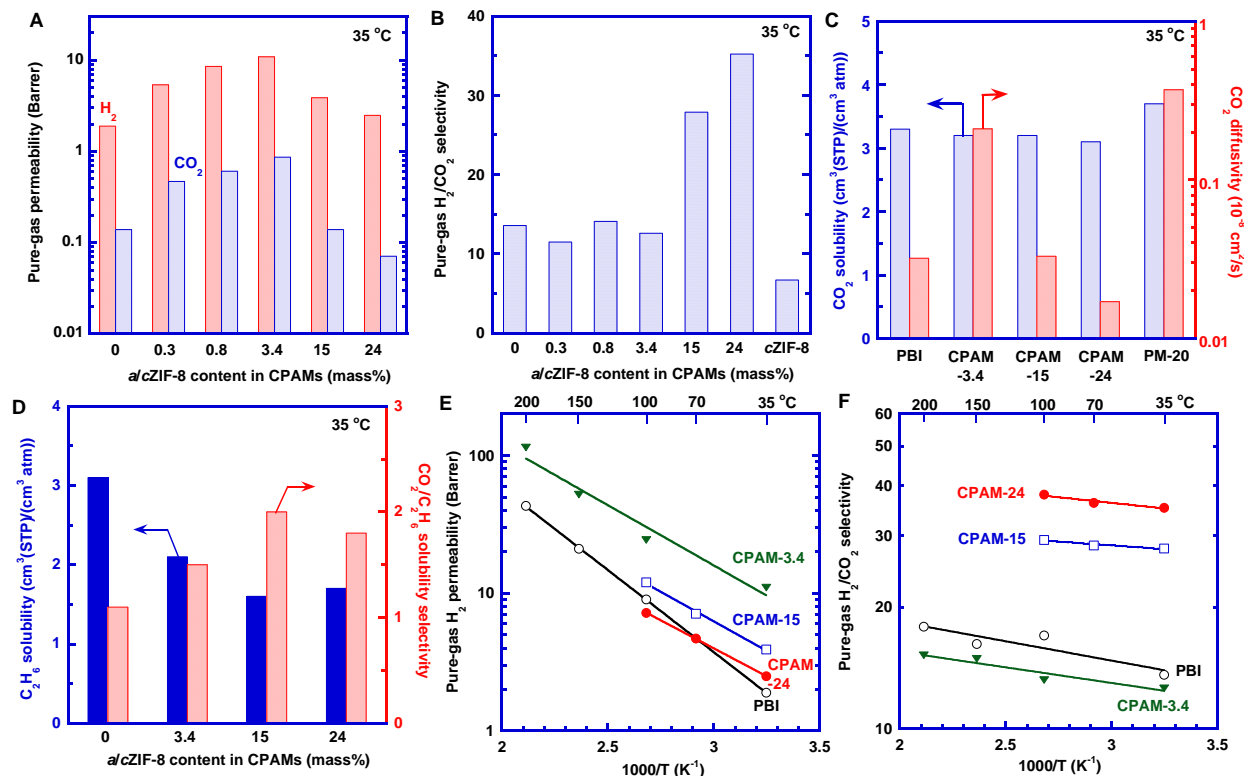 A
35 °C
Pure-gas permeability (Barrer)
10
1
0.1
0.01
H₂
CO₂
0 0.3 0.8 3.4 15 24
a/cZIF-8 content in CPAMs (mass%)
B
35 °C
Pure-gas H₂/CO₂ selectivity
40
35
30
25
20
15
10
5
0
0 0.3 0.8 3.4 15 24 cZIF-8
a/cZIF-8 content in CPAMs (mass%)
C
35 °C
CO₂ solubility (cm³(STP)/(cm³ atm))
5
4
3
2
1
0
CO₂ diffusivity (10⁻⁸ cm²/s)
1
0.1
0.01
PBI CPAM CPAM CPAM PM-20
-3.4 -15 -24
D
35 °C
C₂H₆ solubility (cm³(STP)/(cm³ atm))
4
3
2
1
0
CO₂/C₂H₆ solubility selectivity
3
2
1
0
0 3.4 15 24
a/cZIF-8 content in CPAMs (mass%)
E
200 150 100 70 35 °C
Pure-gas H₂ permeability (Barrer)
100
10
1
CPAM-3.4
CPAM-15
CPAM
-24
PBI
2 2.5 3 3.5
1000/T (K⁻¹)
F
200 150 100 70 35 °C
Pure-gas H₂/CO₂ selectivity
60
50
40
30
20
10
CPAM-24
CPAM-15
PBI
CPAM-3.4
2 2.5 3 3.5
1000/T (K⁻¹)